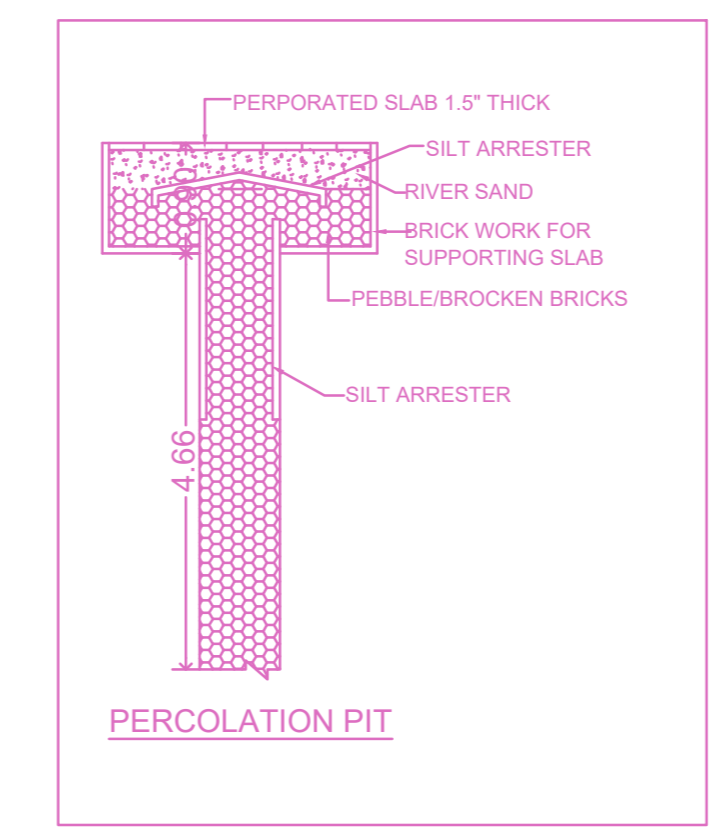 PERPORATED SLAB 1.5" THICK
SILT ARRESTER
RIVER SAND
BRICK WORK FOR
SUPPORTING SLAB
PEBBLE/BROCKEN BRICKS
SILT ARRESTER
4.66
PERCOLATION PIT